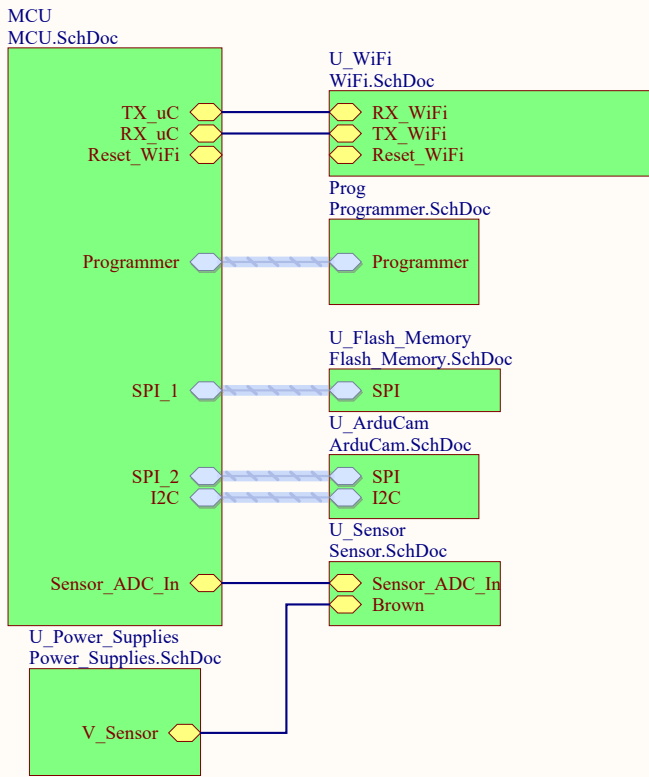 MCU
MCU.SchDoc
TX_uC
RX_uC
Reset_WiFi
Programmer
SPI_1
SPI_2
I2C
Sensor_ADC_In
U_WiFi
WiFi.SchDoc
RX_WiFi
TX_WiFi
Reset_WiFi
Prog
Programmer.SchDoc
Programmer
U_Flash_Memory
Flash_Memory.SchDoc
SPI
U_ArduCam
ArduCam.SchDoc
SPI
I2C
U_Sensor
Sensor.SchDoc
Sensor_ADC_In
Brown
U_Power_Supplies
Power_Supplies.SchDoc
V_Sensor